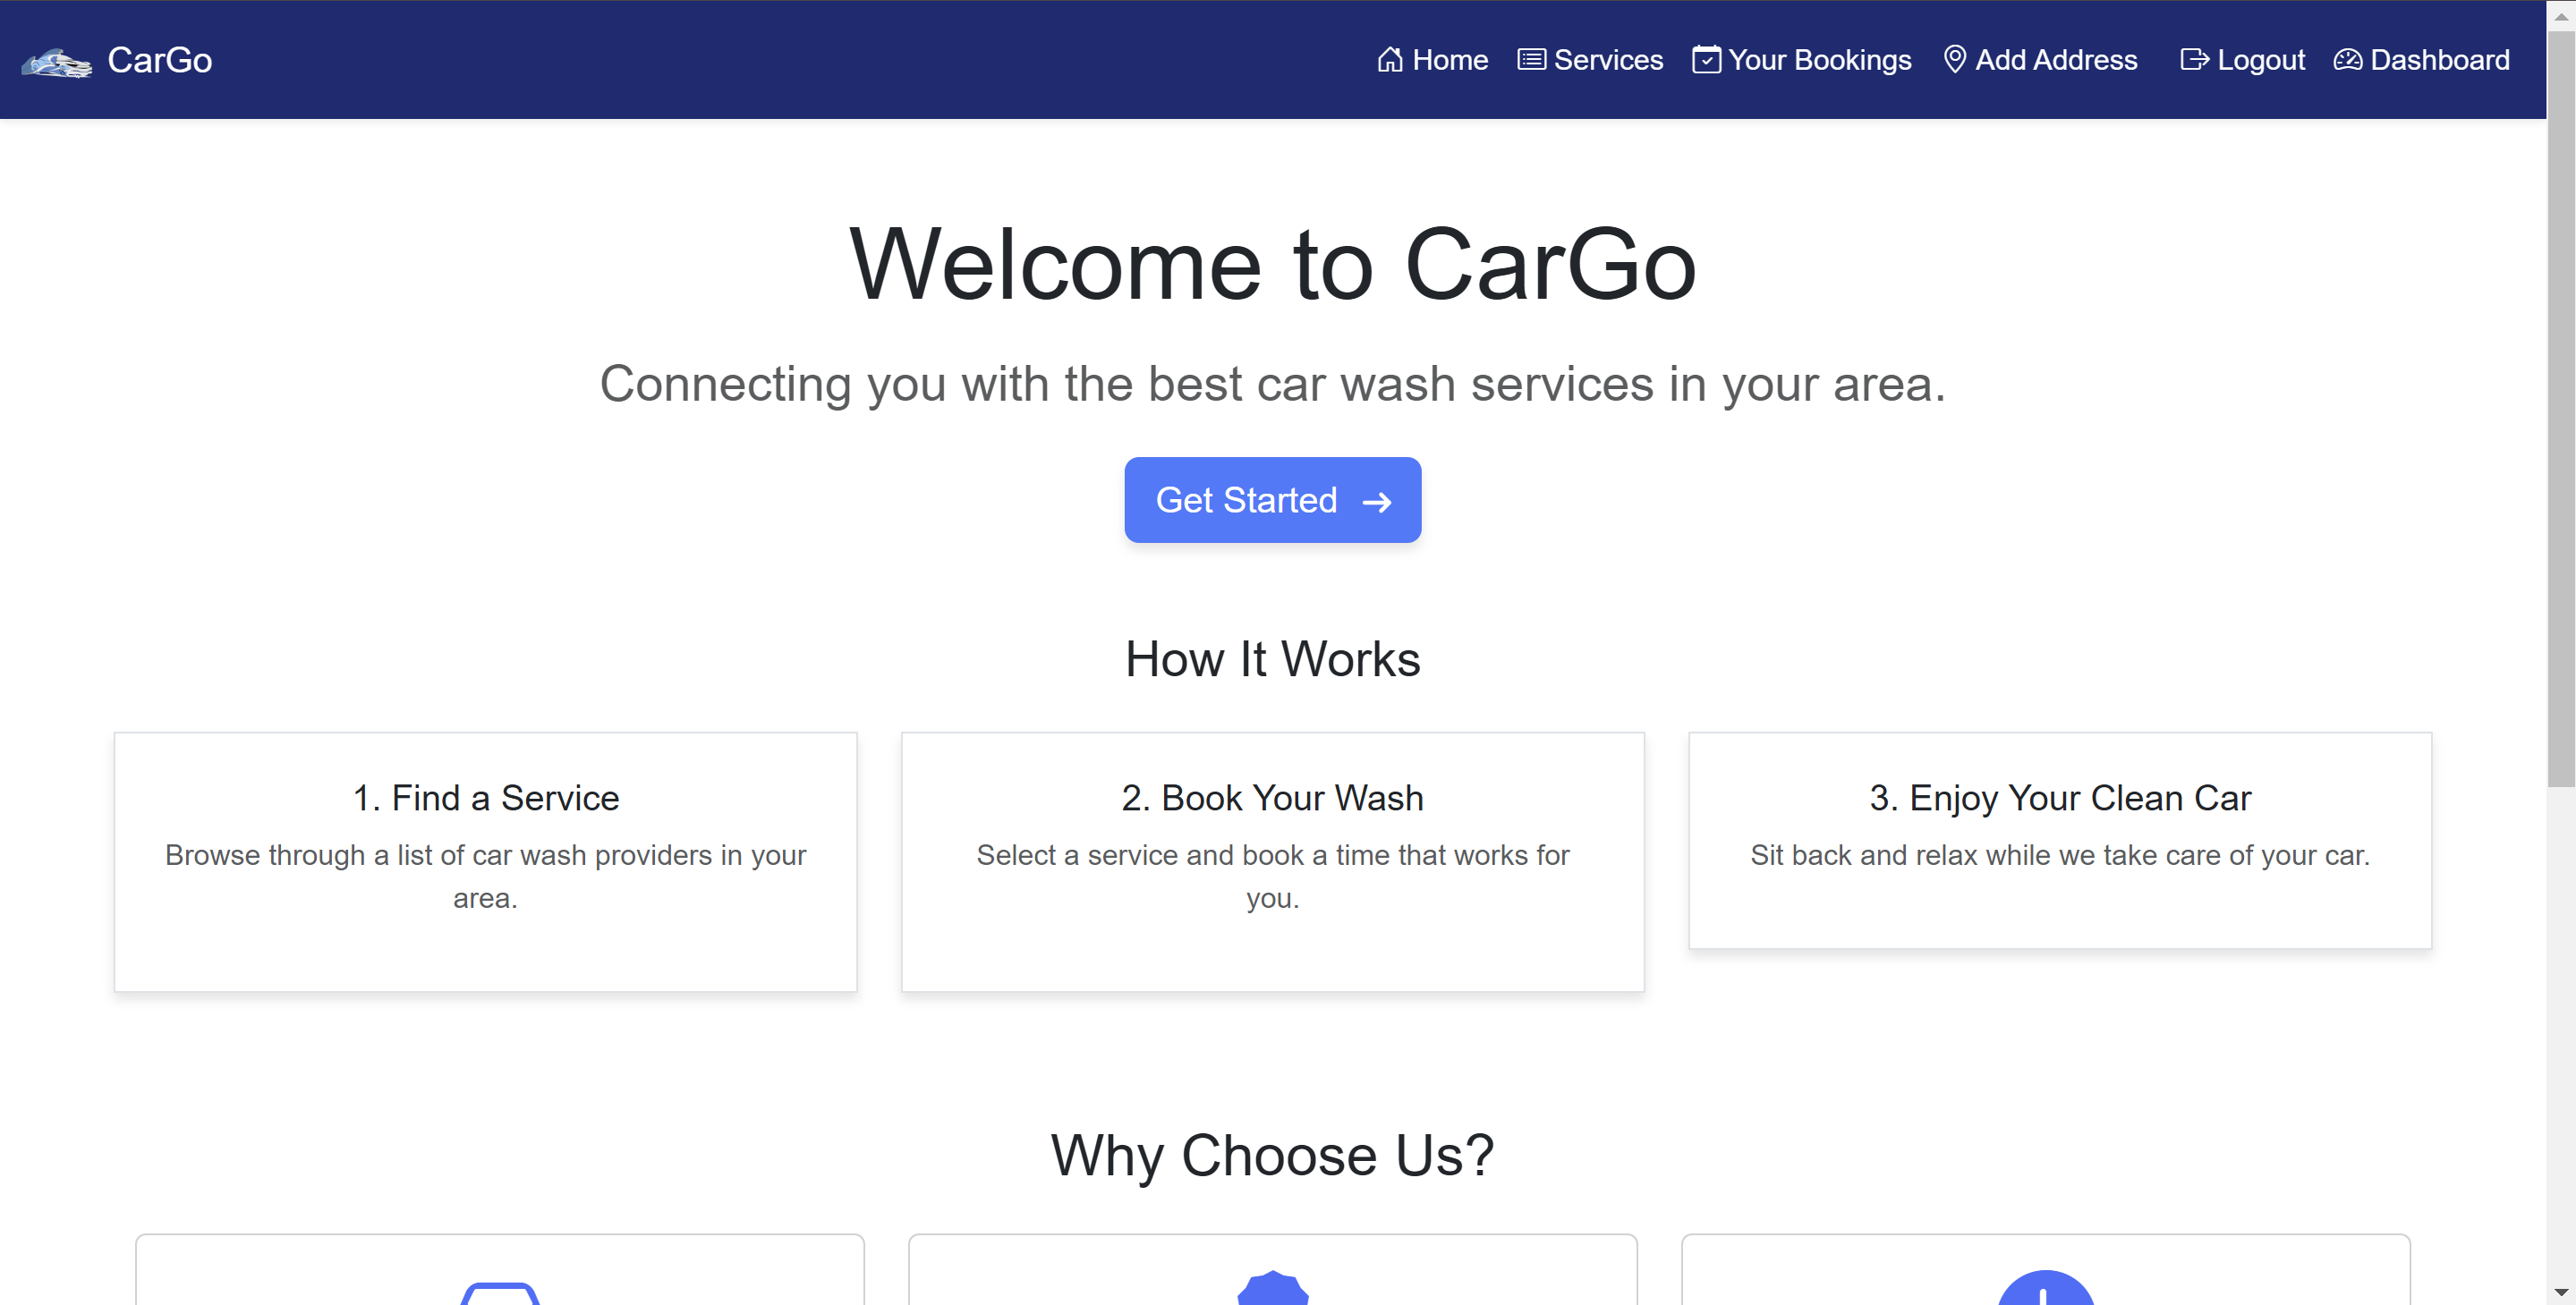 CarGo
Home Services Your Bookings Add Address Logout Dashboard
Welcome to CarGo
Connecting you with the best car wash services in your area.
Get Started
How It Works
1. Find a Service
Browse through a list of car wash providers in your
area.
2. Book Your Wash
Select a service and book a time that works for
you.
3. Enjoy Your Clean Car
Sit back and relax while we take care of your car.
Why Choose Us?